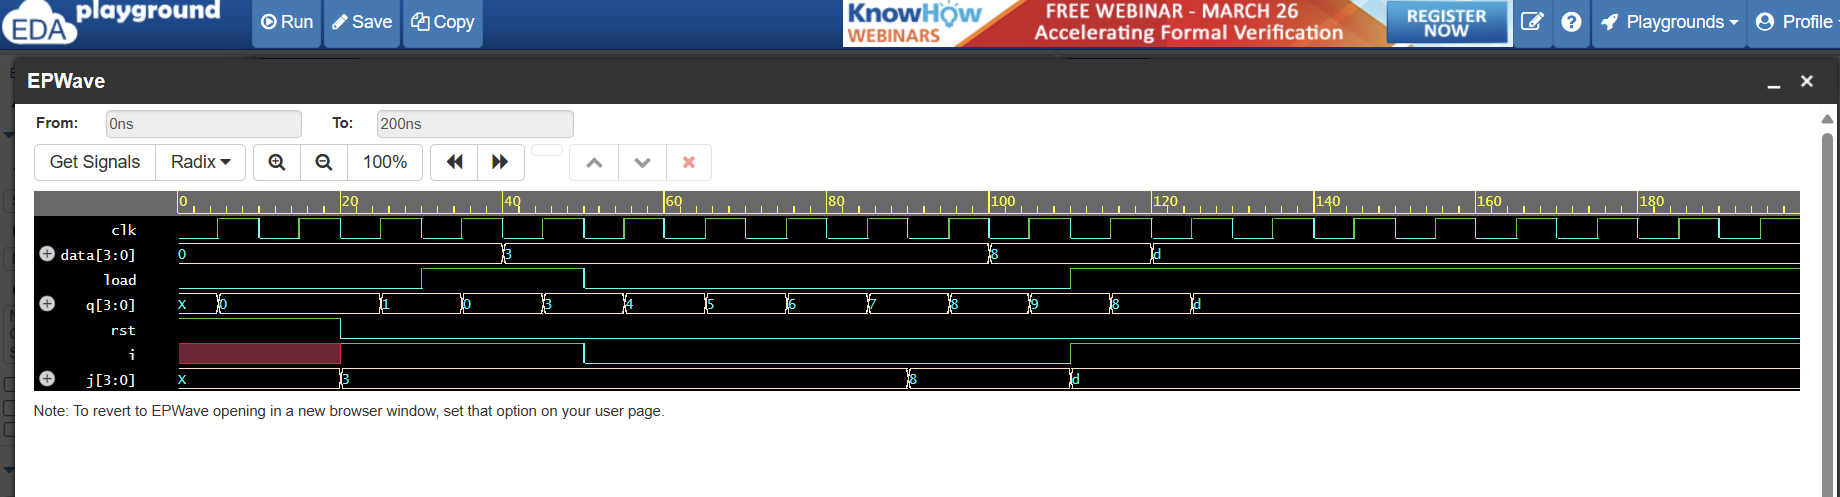 EDA playground
Run Save Copy
KnowHow WEBINARS
FREE WEBINAR - MARCH 26
Accelerating Formal Verification
REGISTER NOW
Playgrounds Profile
EPWave
From: 0ns To: 200ns
Get Signals Radix 100%
0 20 40 60 80 100 120 140 160 180
clk
data[3:0] 0 3 8 d
load
q[3:0] X 0 1 0 3 4 5 6 7 8 9 8 d
rst
i
j[3:0] X 3 8 d
Note: To revert to EPWave opening in a new browser window, set that option on your user page.